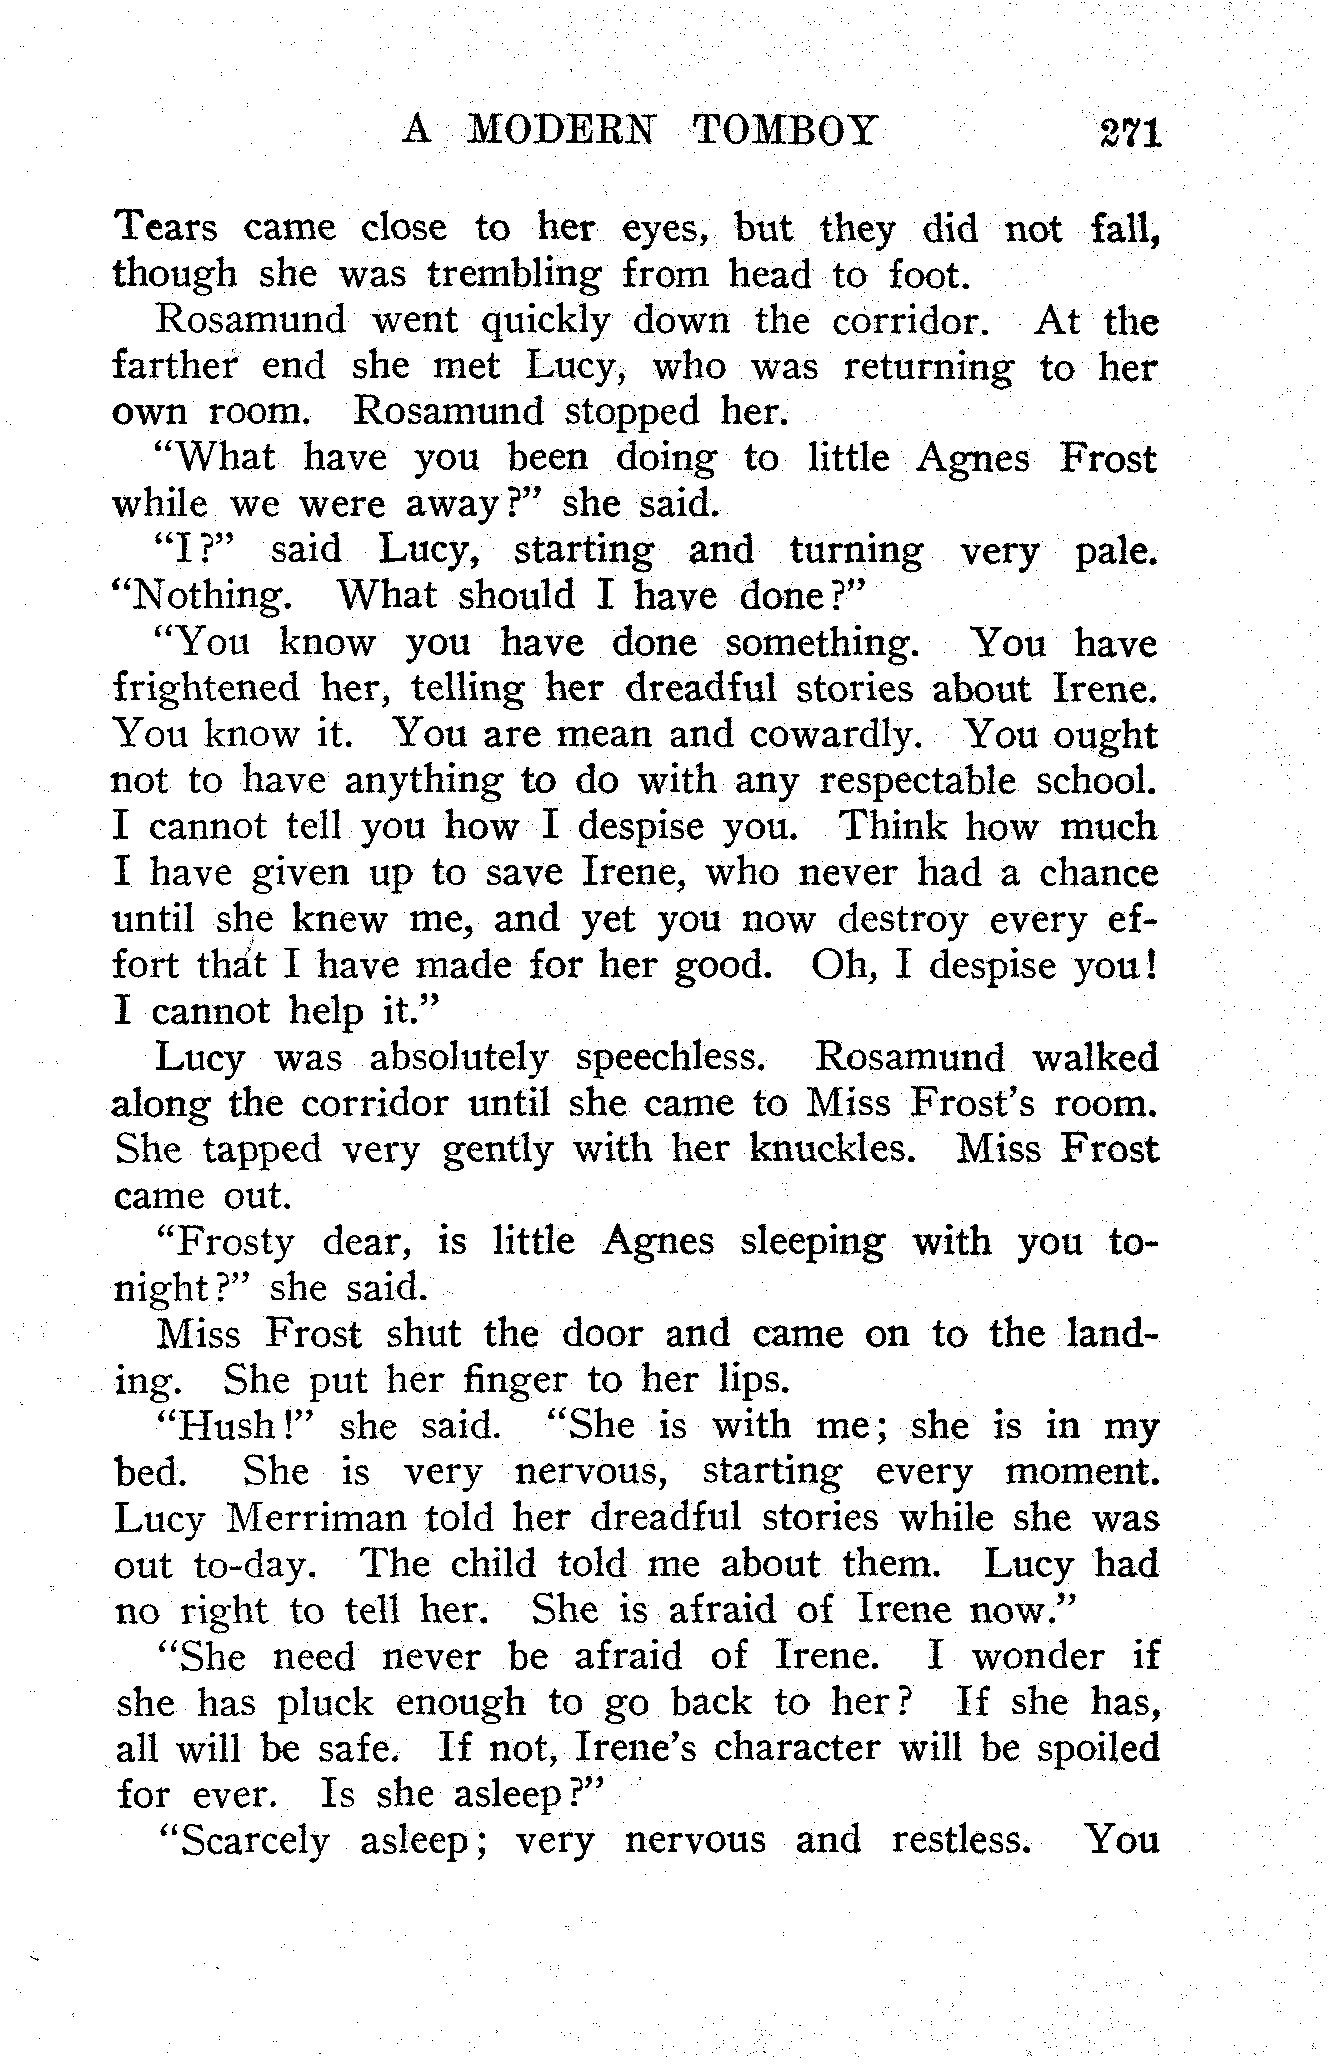 A MODERN TOMBOY 271
Tears came close to her eyes, but they did not fall,
though she was trembling from head to foot.
Rosamund went quickly down the corridor. At the
farther end she met Lucy, who was returning to her
own room. Rosamund stopped her.
“What have you been doing to little Agnes Frost
while we were away?” she said.
“I?” said Lucy, starting and turning very pale.
“Nothing. What should I have done?”
“You know you have done something. You have
frightened her, telling her dreadful stories about Irene.
You know it. You are mean and cowardly. You ought
not to have anything to do with any respectable school.
I cannot tell you how I despise you. Think how much
I have given up to save Irene, who never had a chance
until she knew me, and yet you now destroy every ef-
fort that I have made for her good. Oh, I despise you!
I cannot help it.”
Lucy was absolutely speechless. Rosamund walked
along the corridor until she came to Miss Frost's room.
She tapped very gently with her knuckles. Miss Frost
came out.
“Frosty dear, is little Agnes sleeping with you to-
night?” she said.
Miss Frost shut the door and came on to the land-
ing. She put her finger to her lips.
“Hush!” she said. “She is with me; she is in my
bed. She is very nervous, starting every moment.
Lucy Merriman told her dreadful stories while she was
out to-day. The child told me about them. Lucy had
no right to tell her. She is afraid of Irene now.”
“She need never be afraid of Irene. I wonder if
she has pluck enough to go back to her? If she has,
all will be safe. If not, Irene's character will be spoiled
for ever. Is she asleep?”
“Scarcely asleep; very nervous and restless. You